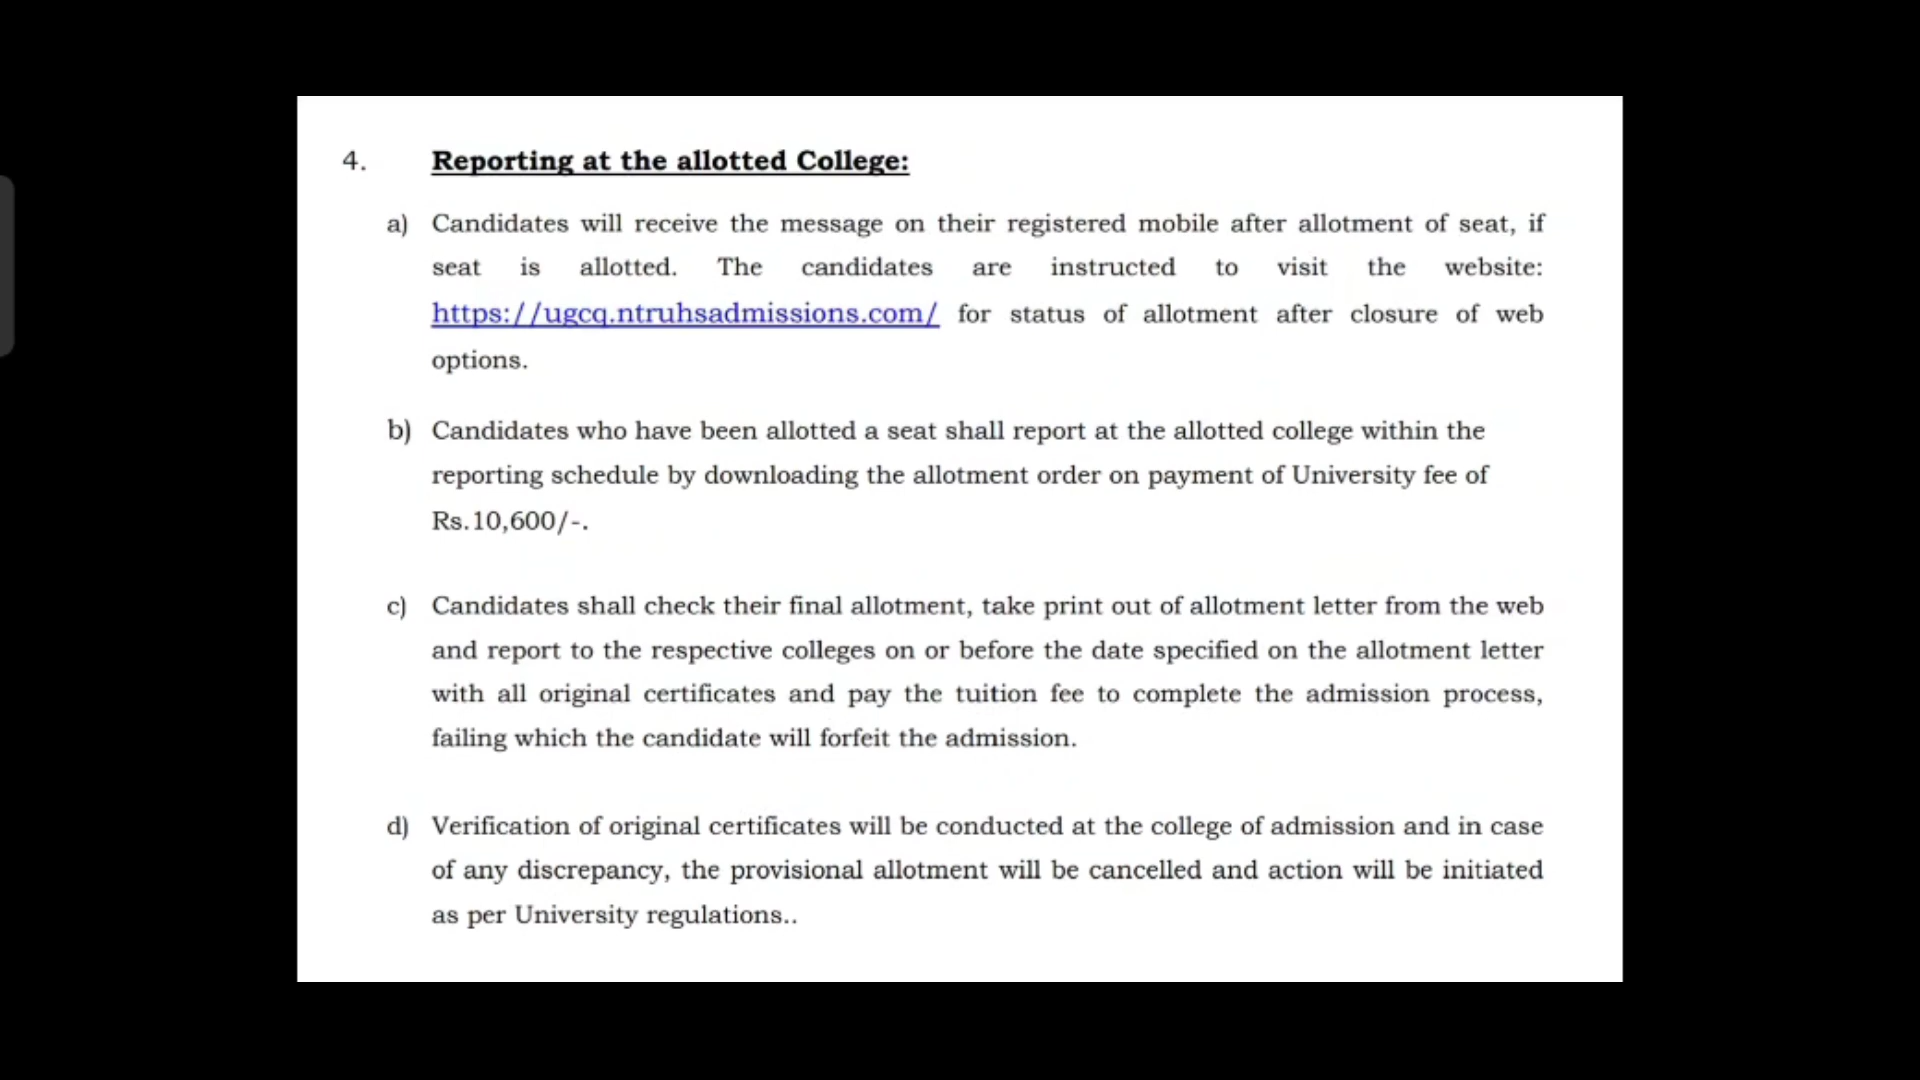 4. Reporting at the allotted College:
a) Candidates will receive the message on their registered mobile after allotment of seat, if
seat is allotted. The candidates are instructed to visit the website:
https://ugcq.ntruhsadmissions.com/ for status of allotment after closure of web
options.
b) Candidates who have been allotted a seat shall report at the allotted college within the
reporting schedule by downloading the allotment order on payment of University fee of
Rs.10,600/-.
c) Candidates shall check their final allotment, take print out of allotment letter from the web
and report to the respective colleges on or before the date specified on the allotment letter
with all original certificates and pay the tuition fee to complete the admission process,
failing which the candidate will forfeit the admission.
d) Verification of original certificates will be conducted at the college of admission and in case
of any discrepancy, the provisional allotment will be cancelled and action will be initiated
as per University regulations..